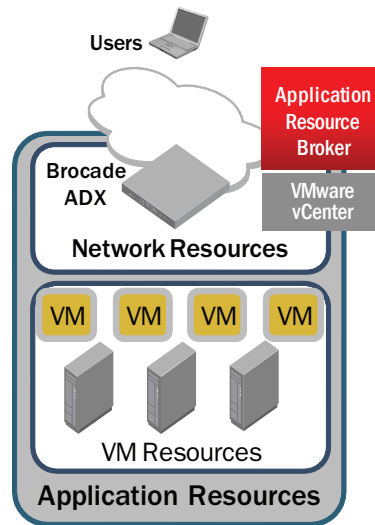 Users
Application
Resource
Broker
Brocade
ADX
VMware
vCenter
Network Resources
VM VM VM VM
VM Resources
Application Resources